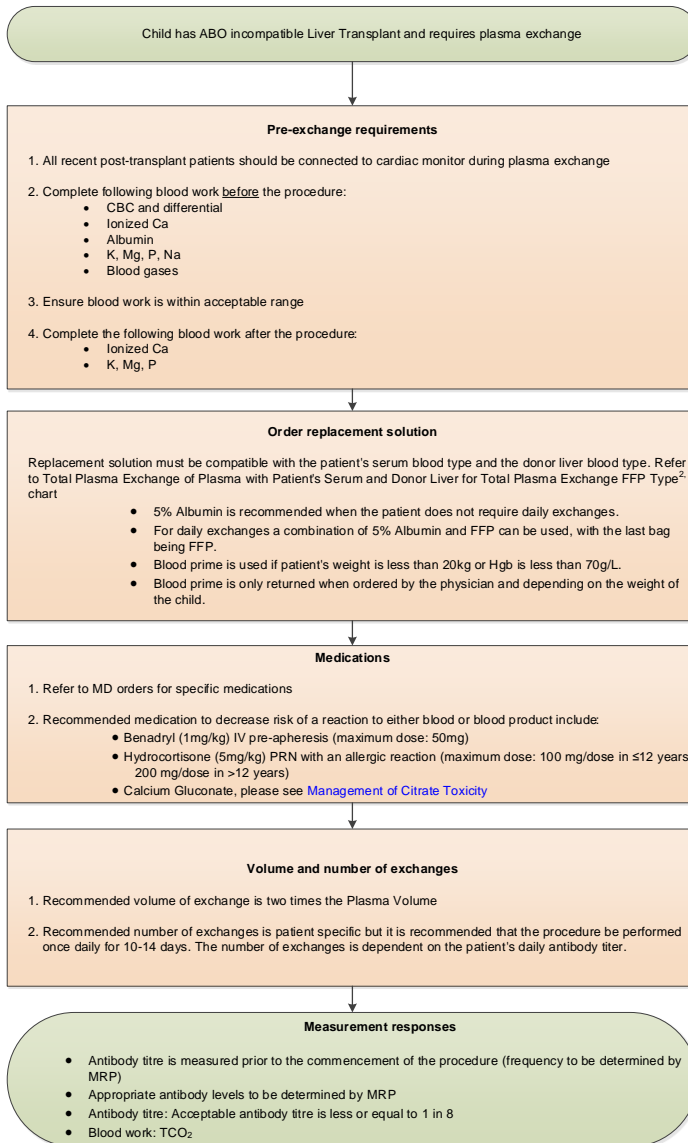 Child has ABO incompatible Liver Transplant and requires plasma exchange
Pre-exchange requirements
1. All recent post-transplant patients should be connected to cardiac monitor during plasma exchange
2. Complete following blood work before the procedure:
• CBC and differential
• Ionized Ca
• Albumin
• K, Mg, P, Na
• Blood gases
3. Ensure blood work is within acceptable range
4. Complete the following blood work after the procedure:
• Ionized Ca
• K, Mg, P
Order replacement solution
Replacement solution must be compatible with the patient's serum blood type and the donor liver blood type. Refer
to Total Plasma Exchange of Plasma with Patient's Serum and Donor Liver for Total Plasma Exchange FFP Type2.
chart
• 5% Albumin is recommended when the patient does not require daily exchanges.
• For daily exchanges a combination of 5% Albumin and FFP can be used, with the last bag
being FFP.
• Blood prime is used if patient's weight is less than 20kg or Hgb is less than 70g/L.
• Blood prime is only returned when ordered by the physician and depending on the weight of
the child.
Medications
1. Refer to MD orders for specific medications
2. Recommended medication to decrease risk of a reaction to either blood or blood product include:
• Benadryl (1mg/kg) IV pre-apheresis (maximum dose: 50mg)
• Hydrocortisone (5mg/kg) PRN with an allergic reaction (maximum dose: 100 mg/dose in ≤12 years
200 mg/dose in >12 years)
• Calcium Gluconate, please see Management of Citrate Toxicity
Volume and number of exchanges
1. Recommended volume of exchange is two times the Plasma Volume
2. Recommended number of exchanges is patient specific but it is recommended that the procedure be performed
once daily for 10-14 days. The number of exchanges is dependent on the patient's daily antibody titer.
Measurement responses
• Antibody titre is measured prior to the commencement of the procedure (frequency to be determined by
MRP)
• Appropriate antibody levels to be determined by MRP
• Antibody titre: Acceptable antibody titre is less or equal to 1 in 8
• Blood work: TCO₂